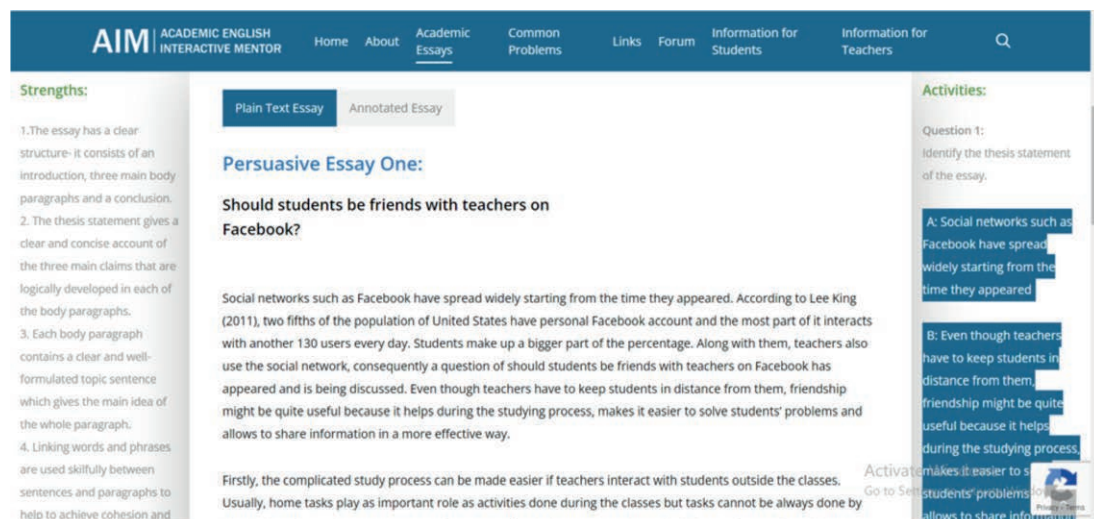 AIM ACADEMIC ENGLISH INTERACTIVE MENTOR
Home About Academic Essays Common Problems Links Forum Information for Students Information for Teachers
Strengths:
1.The essay has a clear
structure- it consists of an
introduction, three main body
paragraphs and a conclusion.
2. The thesis statement gives a
clear and concise account of
the three main claims that are
logically developed in each of
the body paragraphs.
3. Each body paragraph
contains a clear and well-
formulated topic sentence
which gives the main idea of
the whole paragraph.
4. Linking words and phrases
are used skilfully between
sentences and paragraphs to
help to achieve cohesion and
Plain Text Essay Annotated Essay
Persuasive Essay One:
Should students be friends with teachers on
Facebook?
Social networks such as Facebook have spread widely starting from the time they appeared. According to Lee King
(2011), two fifths of the population of United States have personal Facebook account and the most part of it interacts
with another 130 users every day. Students make up a bigger part of the percentage. Along with them, teachers also
use the social network, consequently a question of should students be friends with teachers on Facebook has
appeared and is being discussed. Even though teachers have to keep students in distance from them, friendship
might be quite useful because it helps during the studying process, makes it easier to solve students' problems and
allows to share information in a more effective way.
Firstly, the complicated study process can be made easier if teachers interact with students outside the classes.
Usually, home tasks play as important role as activities done during the classes but tasks cannot be always done by
Activities:
Question 1:
Identify the thesis statement
of the essay.
A: Social networks such as
Facebook have spread
widely starting from the
time they appeared
B: Even though teachers
have to keep students in
distance from them,
friendship might be quite
useful because it helps
during the studying process,
makes it easier to s
students' problems
allows to share information
Activate Windows
Go to Se
Privacy - Terms